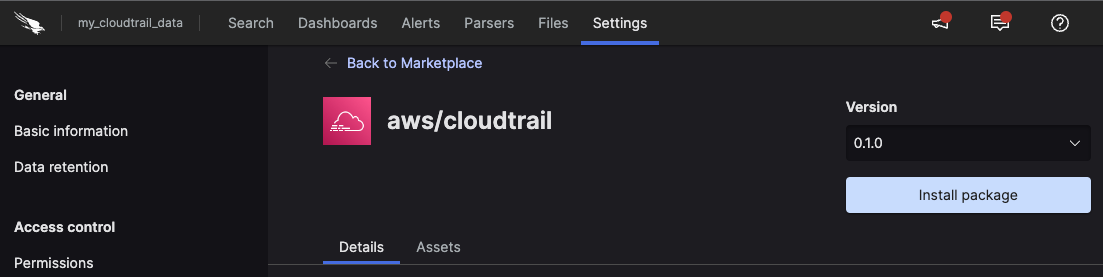 my_cloudtrail_data Search Dashboards Alerts Parsers Files Settings
Back to Marketplace
General
Basic information
Data retention
Access control
Permissions
aws/cloudtrail
Version
0.1.0
Install package
Details Assets